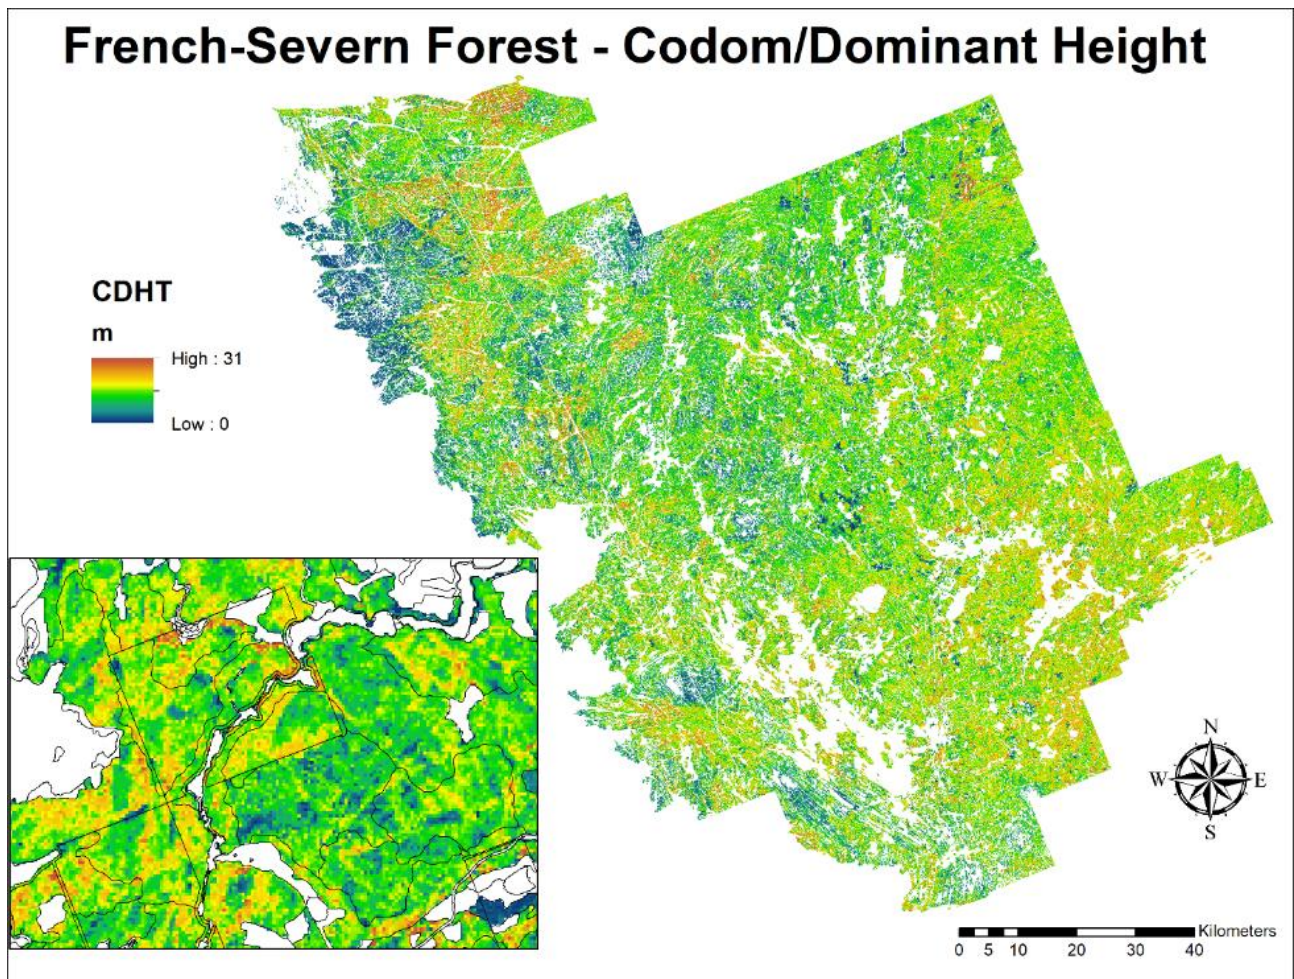 French-Severn Forest - Codom/Dominant Height
CDHT
m
High : 31
Low : 0
N
W E
S
Kilometers
0 5 10 20 30 40